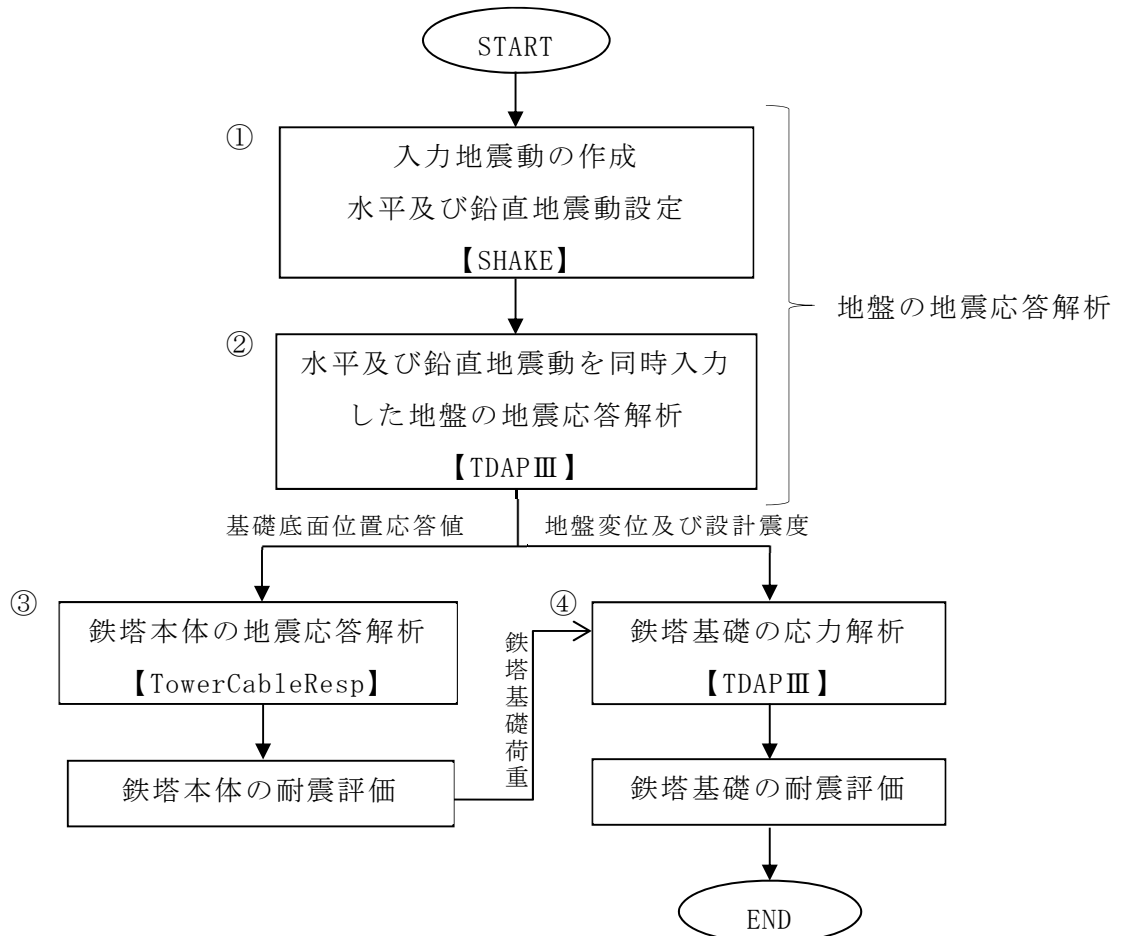 START
①
入力地震動の作成
水平及び鉛直地震動設定
【SHAKE】
地盤の地震応答解析
②
水平及び鉛直地震動を同時入力
した地盤の地震応答解析
【TDAPⅢ】
基礎底面位置応答値
地盤変位及び設計震度
③
鉄塔本体の地震応答解析
【TowerCableResp】
鉄塔基礎荷重
④
鉄塔基礎の応力解析
【TDAPⅢ】
鉄塔本体の耐震評価
鉄塔基礎の耐震評価
END